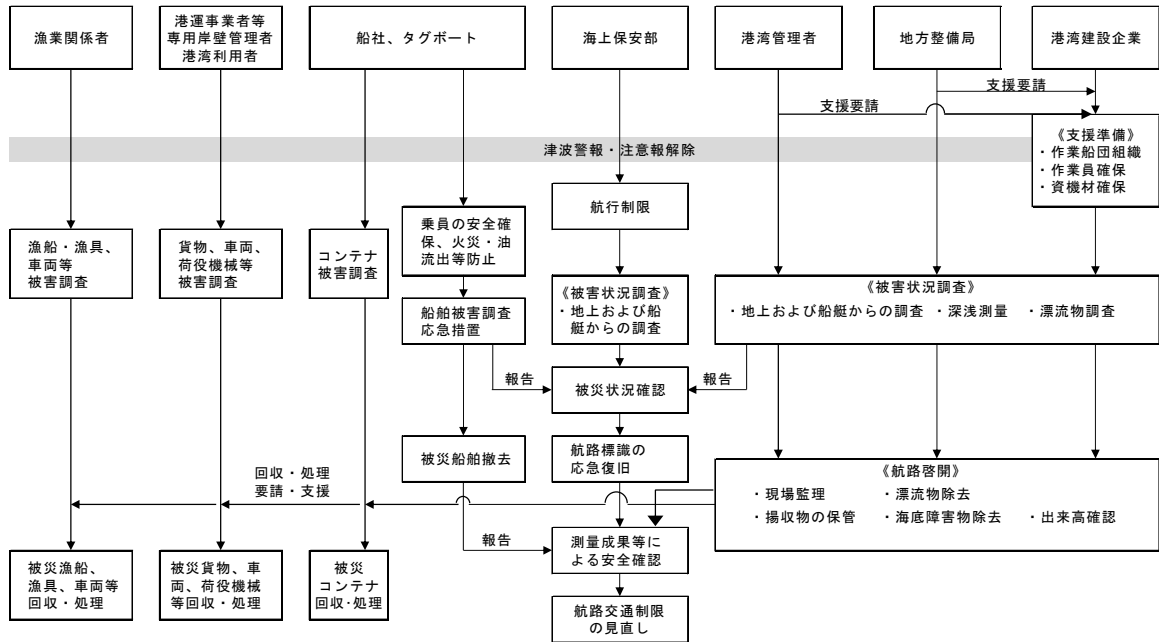 漁業関係者
港運事業者等
専用岸壁管理者
港湾利用者
船社、タグボート
海上保安部
港湾管理者
地方整備局
港湾建設企業
支援要請
支援要請
《支援準備》
・作業船団組織
・作業員確保
・資機材確保
津波警報・注意報解除
航行制限
乗員の安全確
保、火災・油
流出等防止
漁船・漁具、
車両等
被害調査
貨物、車両、
荷役機械等
被害調査
コンテナ
被害調査
《被害状況調査》
・地上および船
艇からの調査
《被害状況調査》
・地上および船艇からの調査 ・深浅測量 ・漂流物調査
船舶被害調査
応急措置
報告
被災状況確認
報告
被災船舶撤去
航路標識の
応急復旧
《航路啓開》
・現場監理 ・漂流物除去
・揚収物の保管 ・海底障害物除去 ・出来高確認
回収・処理
要請・支援
報告
測量成果等に
よる安全確認
被災漁船、
漁具、車両等
回収・処理
被災貨物、車
両、荷役機械
等回収・処理
被災
コンテナ
回収・処理
航路交通制限
の見直し